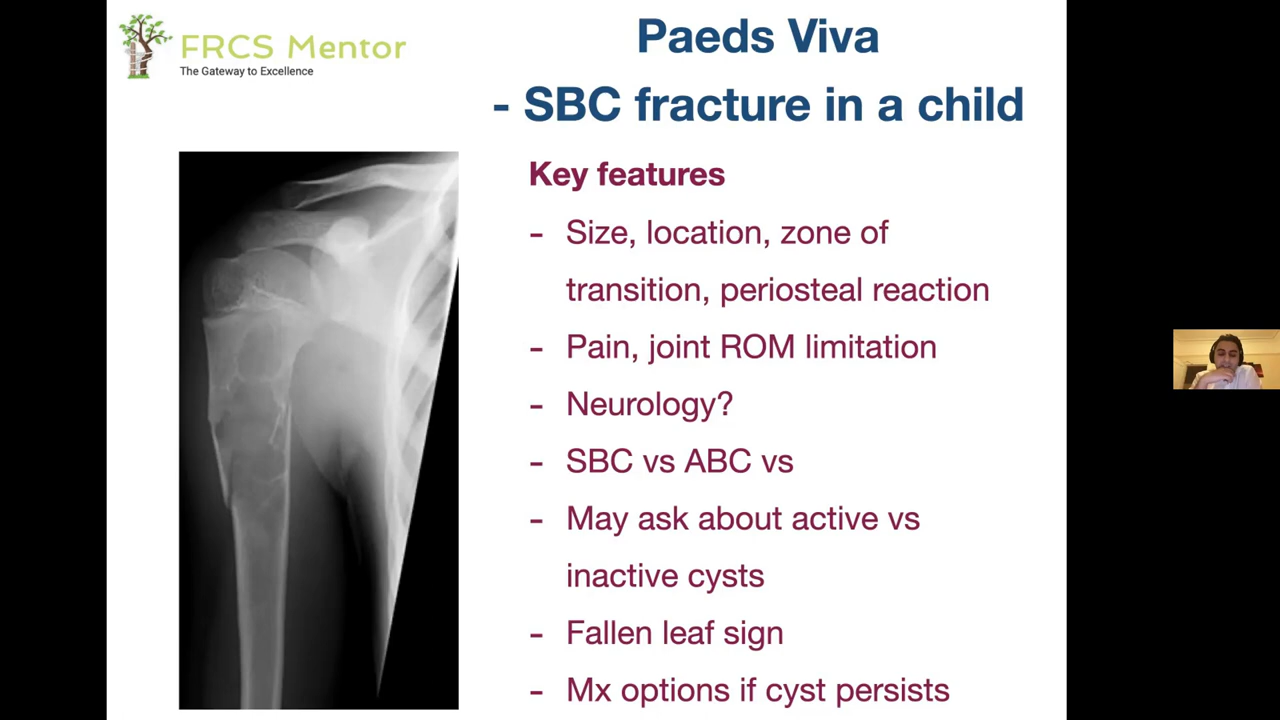 FRCS Mentor
The Gateway to Excellence
Paeds Viva
- SBC fracture in a child
Key features
- Size, location, zone of
transition, periosteal reaction
- Pain, joint ROM limitation
- Neurology?
- SBC vs ABC vs
- May ask about active vs
inactive cysts
- Fallen leaf sign
- Mx options if cyst persists